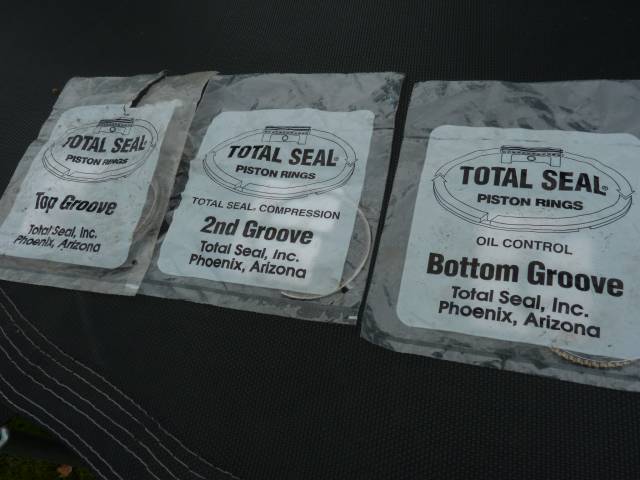 TOTAL SEAL
PISTON RINGS
Top Groove
Total Seal, Inc.
Phoenix, Arizona
TOTAL SEAL®
PISTON RINGS
TOTAL SEAL® COMPRESSION
2nd Groove
Total Seal, Inc.
Phoenix, Arizona
TOTAL SEAL®
PISTON RINGS
OIL CONTROL
Bottom Groove
Total Seal, Inc.
Phoenix, Arizona